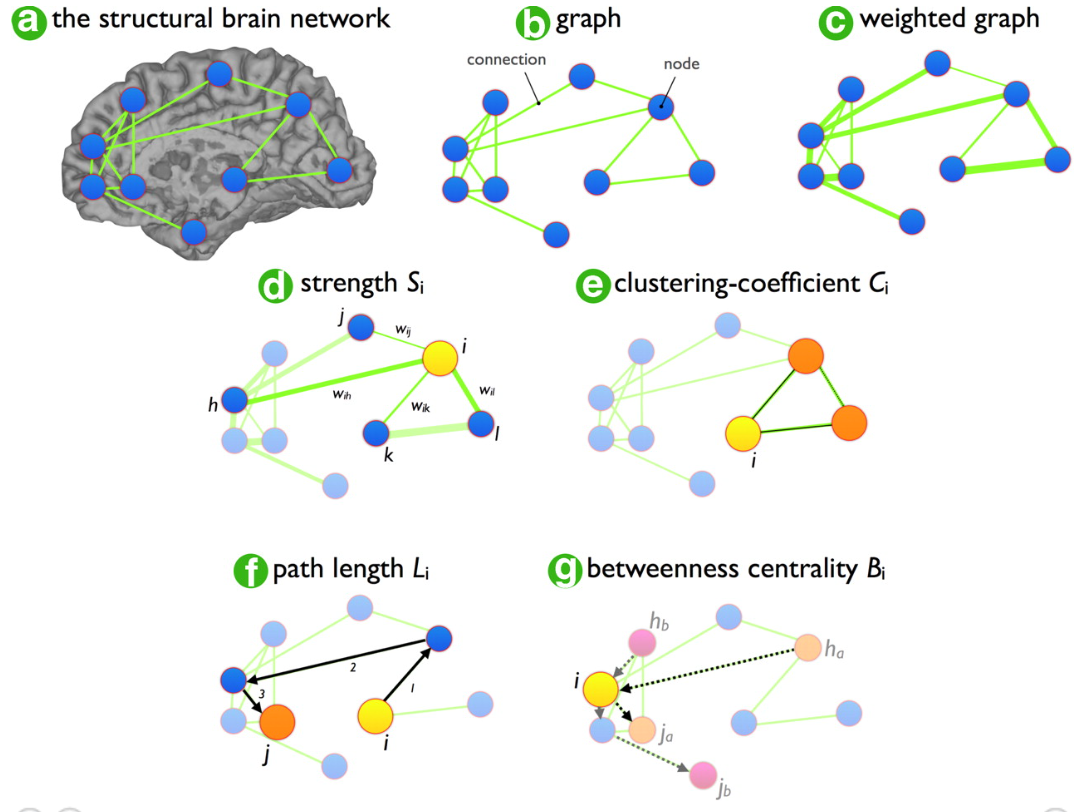 a the structural brain network
b graph
c weighted graph
connection
node
d strength Si
e clustering-coefficient Ci
j
wij
i
h
wih
wik
wil
k
l
i
f path length Li
g betweenness centrality Bi
hb
ha
2
1
3
i
j
i
ja
jb